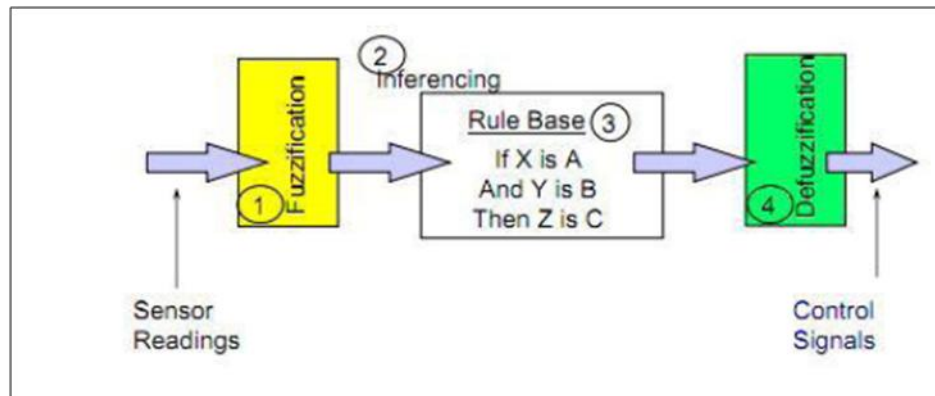 2
Inferencing
Fuzzification
1
Rule Base 3
If X is A
And Y is B
Then Z is C
Defuzzification
4
Sensor
Readings
Control
Signals